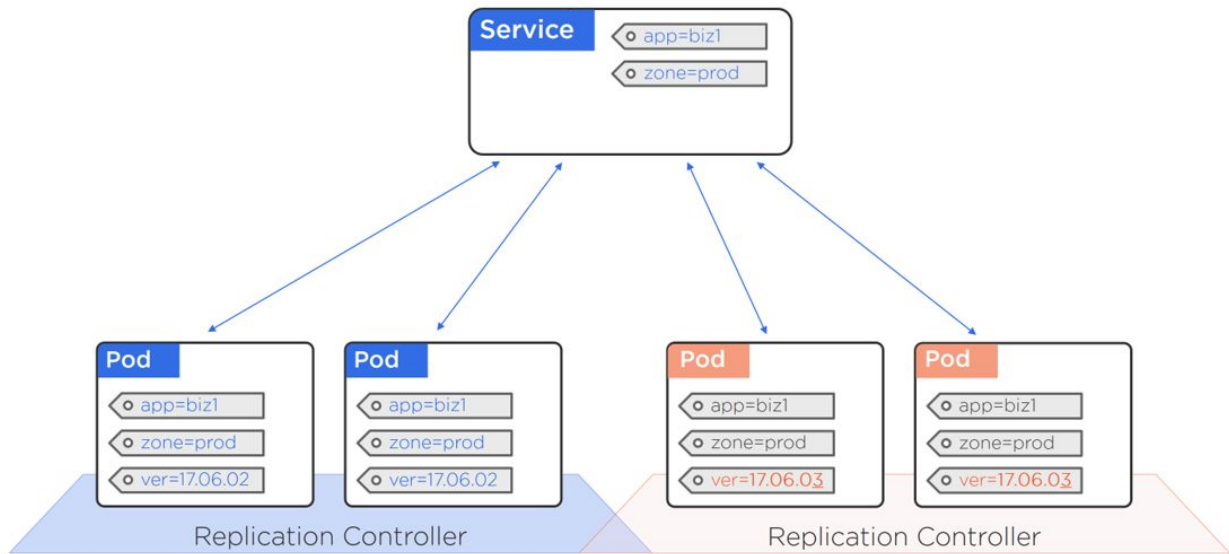 Service
app=biz1
zone=prod
Pod
app=biz1
zone=prod
ver=17.06.02
Pod
app=biz1
zone=prod
ver=17.06.02
Pod
app=biz1
zone=prod
ver=17.06.03
Pod
app=biz1
zone=prod
ver=17.06.03
Replication Controller
Replication Controller